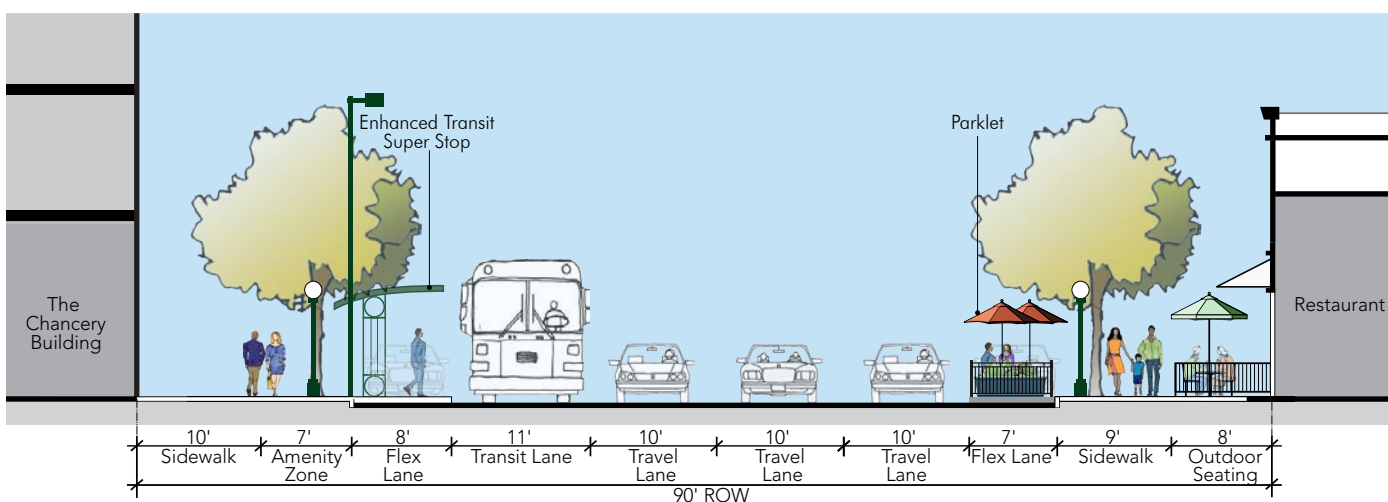 Enhanced Transit
Super Stop
Parklet
The
Chancery
Building
Restaurant
10' 7' 8' 11' 10' 10' 10' 7' 9' 8'
Sidewalk Amenity Flex Transit Lane Travel Travel Travel Flex Lane Sidewalk Outdoor
Zone Lane Lane Lane Lane Seating
90' ROW